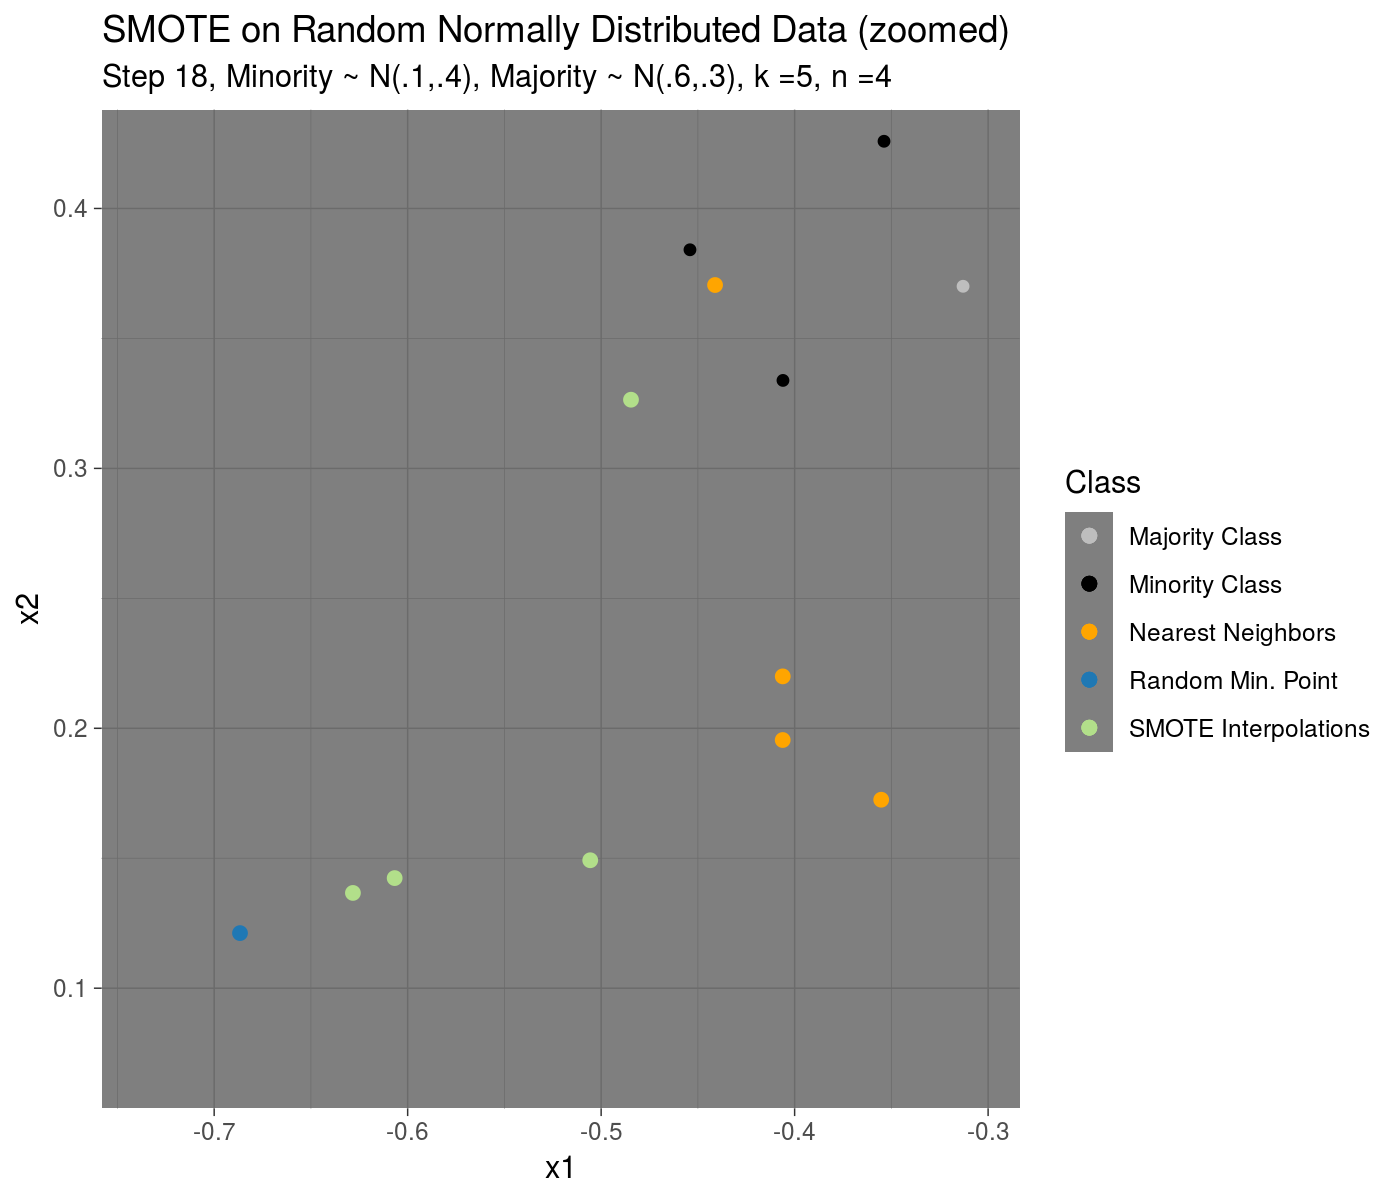 SMOTE on Random Normally Distributed Data (zoomed)
Step 18, Minority ~ N(.1,.4), Majority ~ N(.6,.3), k =5, n =4
0.4
0.3
0.2
0.1
x2
-0.7
-0.6
-0.5
-0.4
-0.3
x1
Class
Majority Class
Minority Class
Nearest Neighbors
Random Min. Point
SMOTE Interpolations